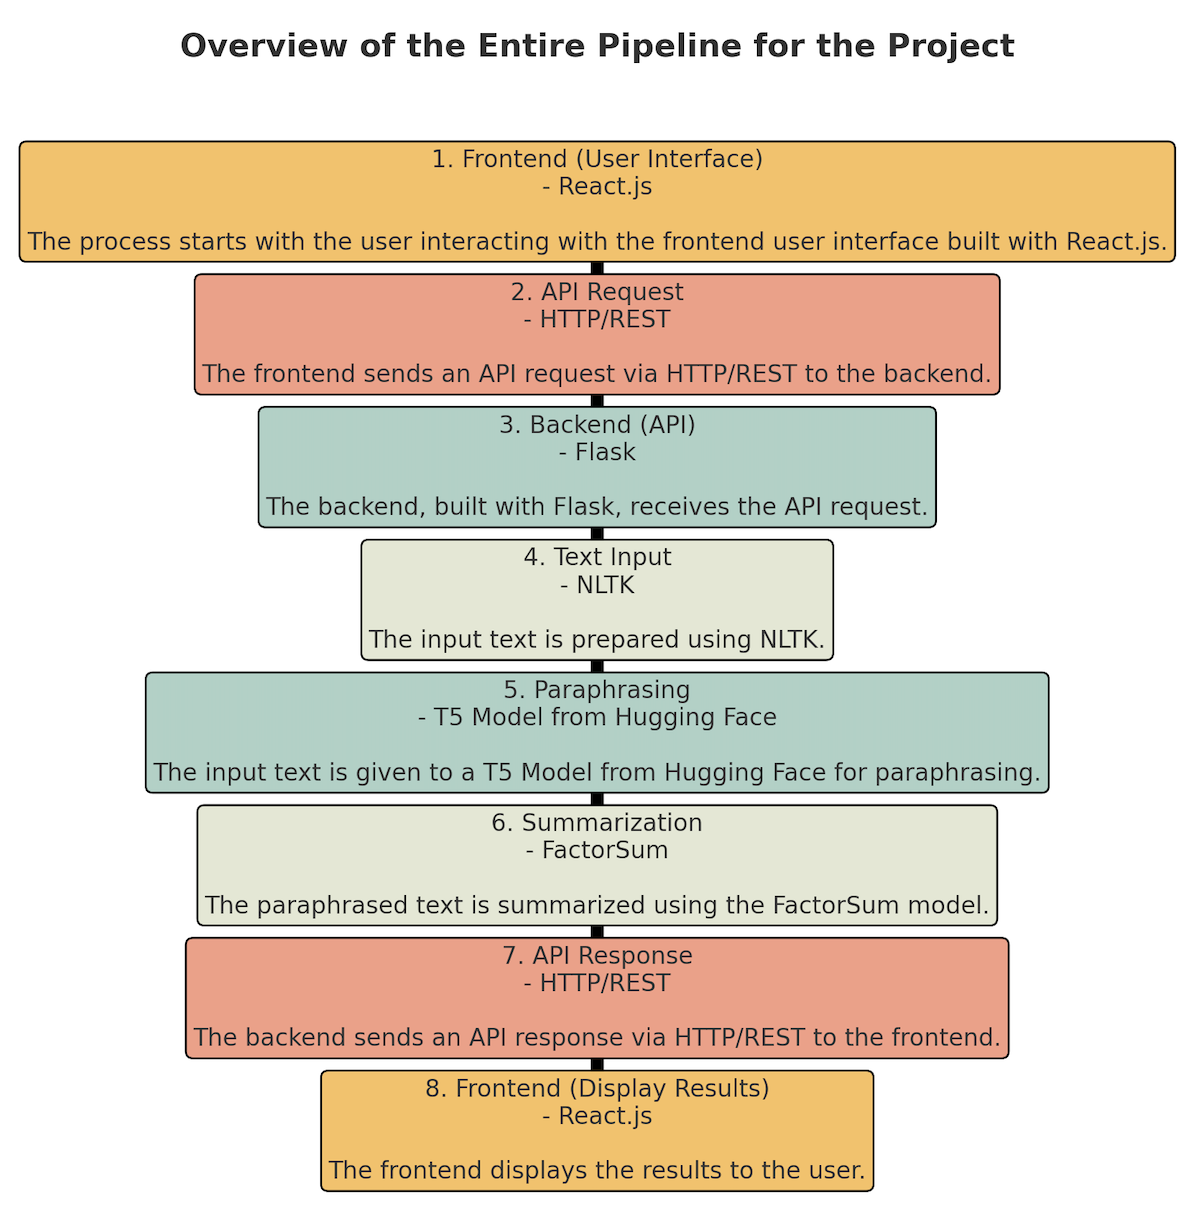 Overview of the Entire Pipeline for the Project
1. Frontend (User Interface)
- React.js
The process starts with the user interacting with the frontend user interface built with React.js.
2. API Request
- HTTP/REST
The frontend sends an API request via HTTP/REST to the backend.
3. Backend (API)
- Flask
The backend, built with Flask, receives the API request.
4. Text Input
- NLTK
The input text is prepared using NLTK.
5. Paraphrasing
- T5 Model from Hugging Face
The input text is given to a T5 Model from Hugging Face for paraphrasing.
6. Summarization
- FactorSum
The paraphrased text is summarized using the FactorSum model.
7. API Response
- HTTP/REST
The backend sends an API response via HTTP/REST to the frontend.
8. Frontend (Display Results)
- React.js
The frontend displays the results to the user.